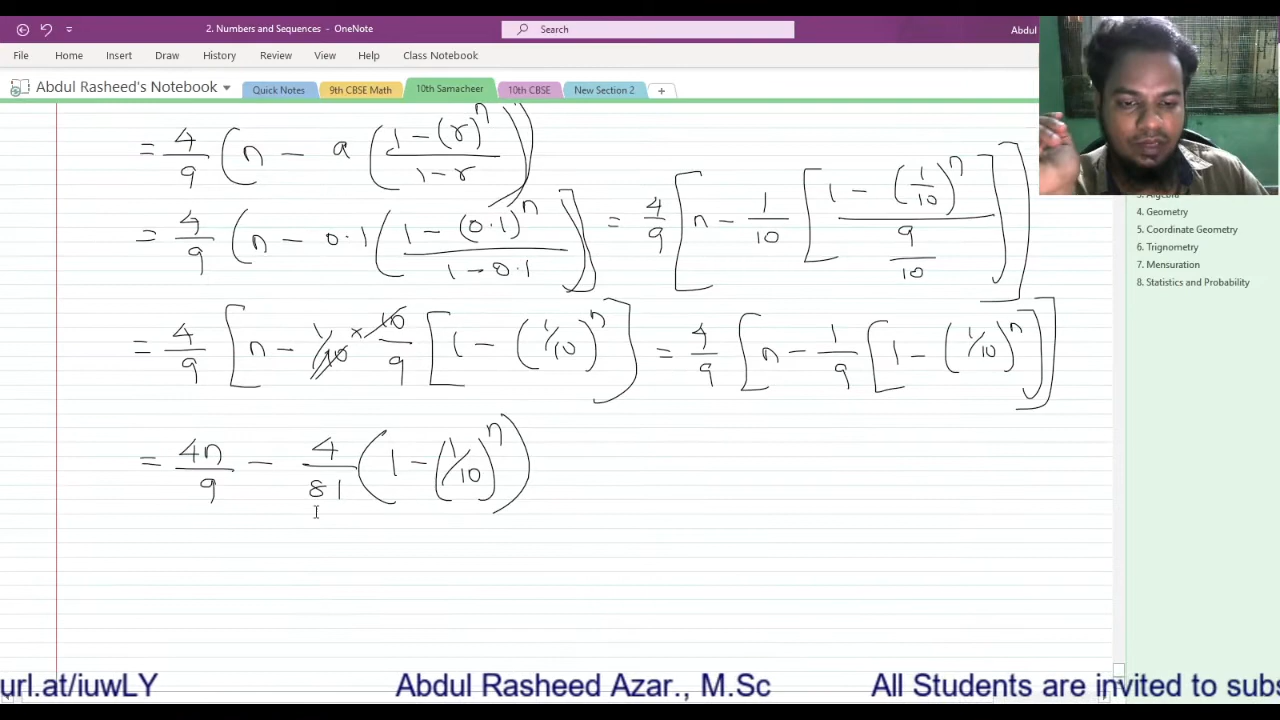 2. Numbers and Sequences - OneNote
Search
Abdul
File Home Insert Draw History Review View Help Class Notebook
Abdul Rasheed's Notebook
Quick Notes 9th CBSE Math 10th Samacheer 10th CBSE New Section 2 +
= 4/9 (n - a ((1-(r)^n)/(1-r)))
= 4/9 (n - 0.1 ((1-(0.1)^n)/(1-0.1))] = 4/9 [n - 1/10 [(1-(1/10)^n)/(9/10)]]
= 4/9 [n - 1/10 × 10/9 [1-(1/10)^n]] = 4/9 [n - 1/9 [1-(1/10)^n]]
= 4n/9 - 4/81 (1-(1/10)^n)
4. Geometry
5. Coordinate Geometry
6. Trignometry
7. Mensuration
8. Statistics and Probability
url.at/iuwLY Abdul Rasheed Azar., M.Sc All Students are invited to subs